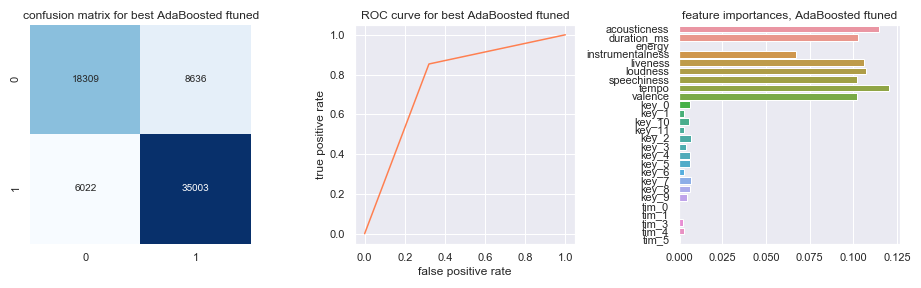 confusion matrix for best AdaBoosted ftuned
0
1
18309
8636
6022
35003
0
1
ROC curve for best AdaBoosted ftuned
true positive rate
1.0
0.8
0.6
0.4
0.2
0.0
0.0
0.2
0.4
0.6
0.8
1.0
false positive rate
feature importances, AdaBoosted ftuned
acousticness
duration_ms
energy
instrumentalness
liveness
loudness
speechiness
tempo
valence
key_0
key_1
key_10
key_11
key_2
key_3
key_4
key_5
key_6
key_7
key_8
key_9
tim_0
tim_1
tim_3
tim_4
tim_5
0.000
0.025
0.050
0.075
0.100
0.125